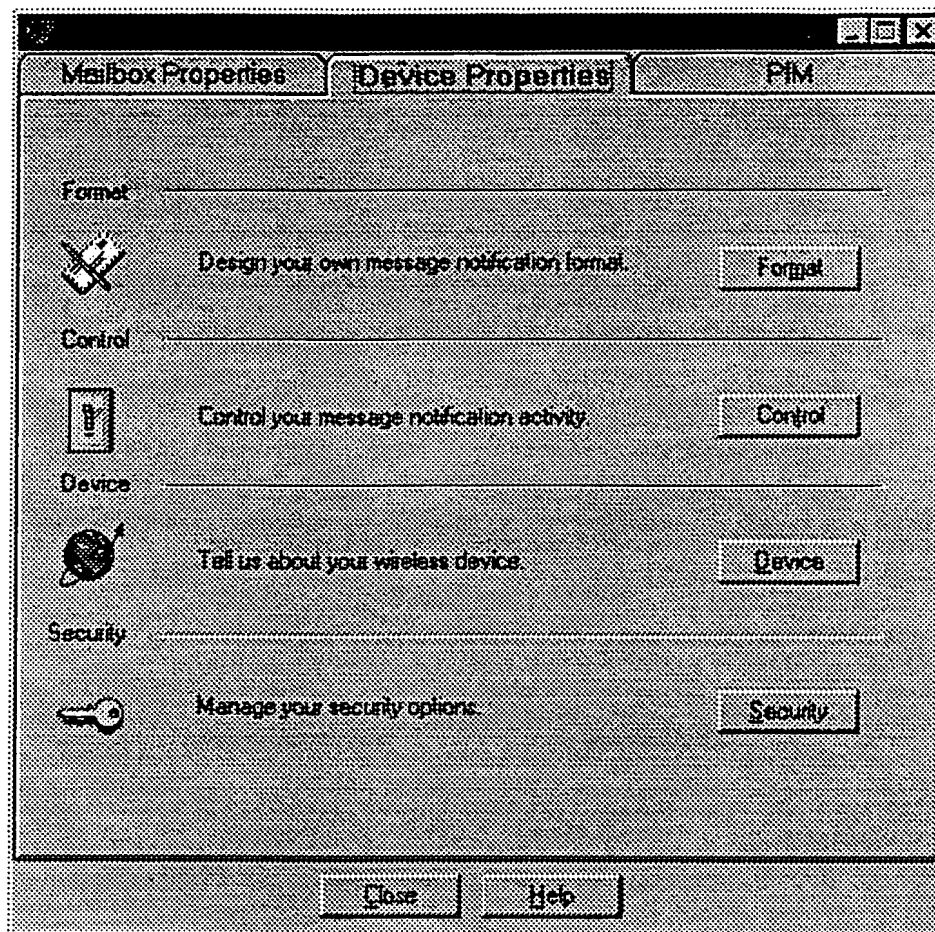 Mailbox Properties Device Properties PIM
Format
Design your own message notification format. Format
Control
Control your message notification activity. Control
Device
Tell us about your wireless device. Device
Security
Manage your security options. Security
Close Help